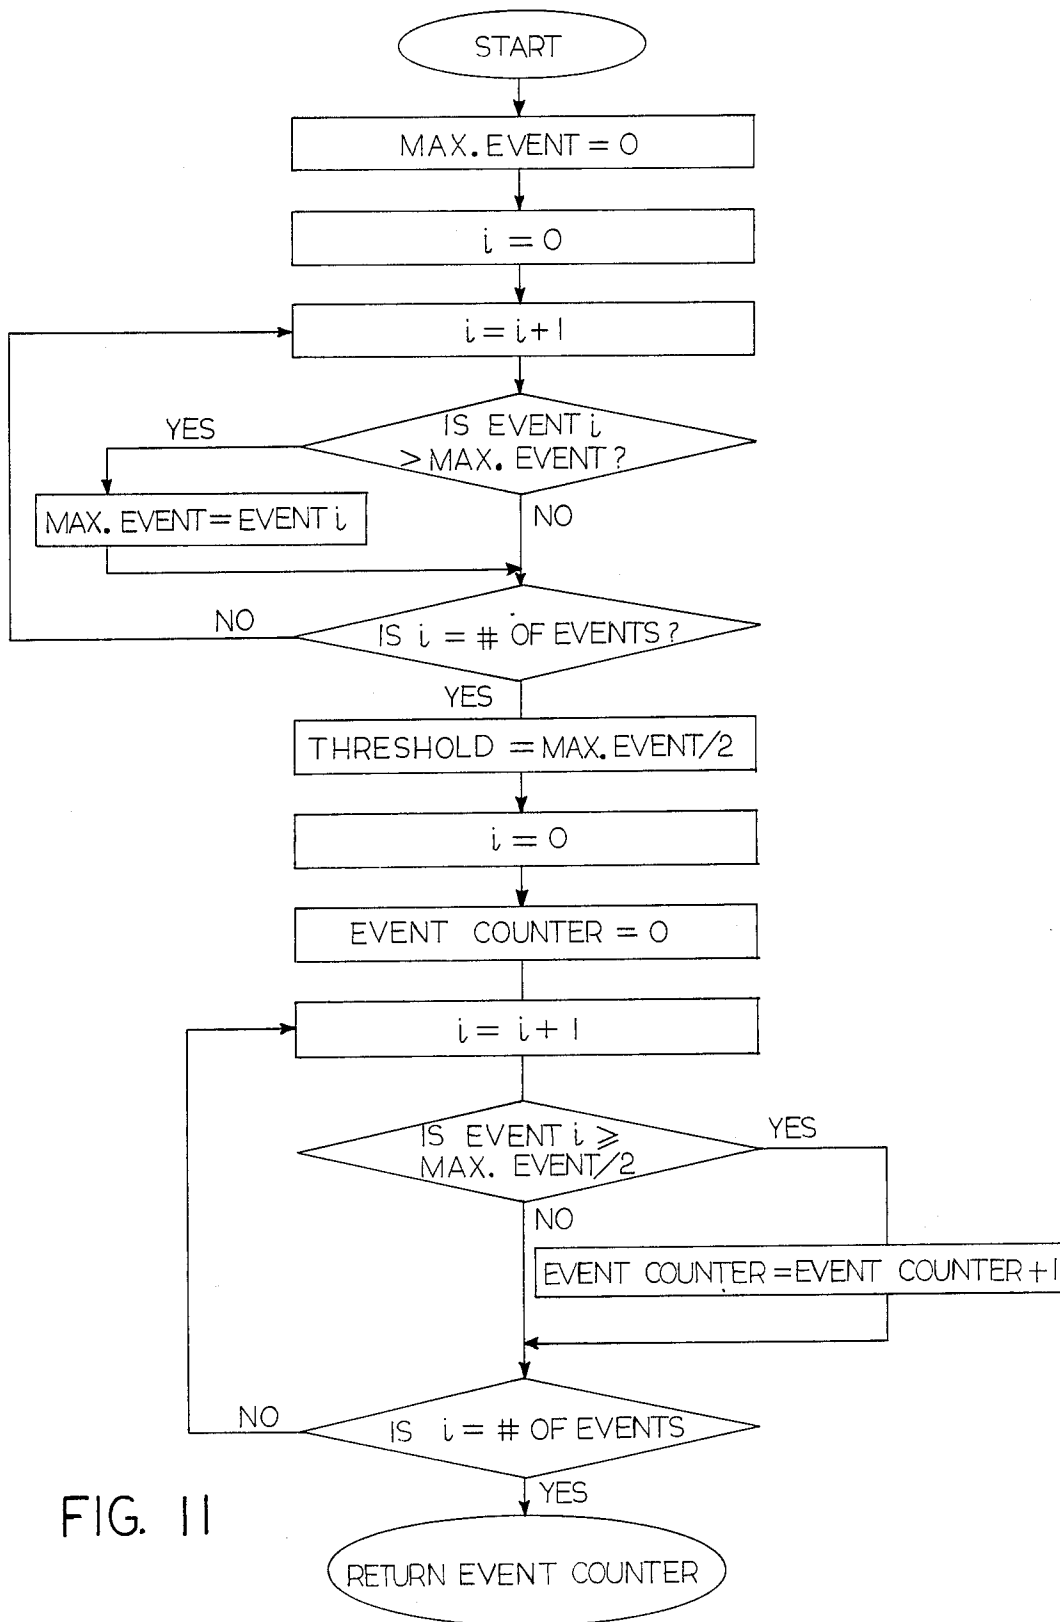 START
MAX. EVENT = 0
i = 0
i = i + 1
IS EVENT i
> MAX. EVENT ?
YES
NO
MAX. EVENT = EVENT i
IS i = # OF EVENTS ?
NO
YES
THRESHOLD = MAX. EVENT/2
i = 0
EVENT COUNTER = 0
i = i + 1
IS EVENT i ⩾
MAX. EVENT/2
YES
NO
EVENT COUNTER = EVENT COUNTER + 1
IS i = # OF EVENTS
NO
YES
RETURN EVENT COUNTER
FIG. 11